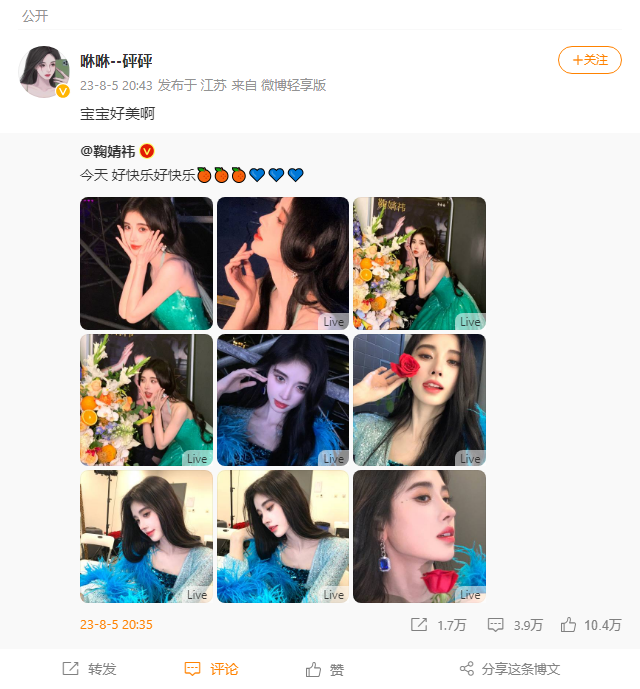 公开
咻咻--砰砰
+关注
23-8-5 20:43 发布于 江苏 来自 微博轻享版
宝宝好美啊
@鞠婧祎
今天 好快乐好快乐🍊🍊🍊💙💙💙
鞠婧祎
Live
Live
Live
Live
Live
Live
Live
Live
23-8-5 20:35
1.7万
3.9万
10.4万
转发
评论
赞
分享这条博文